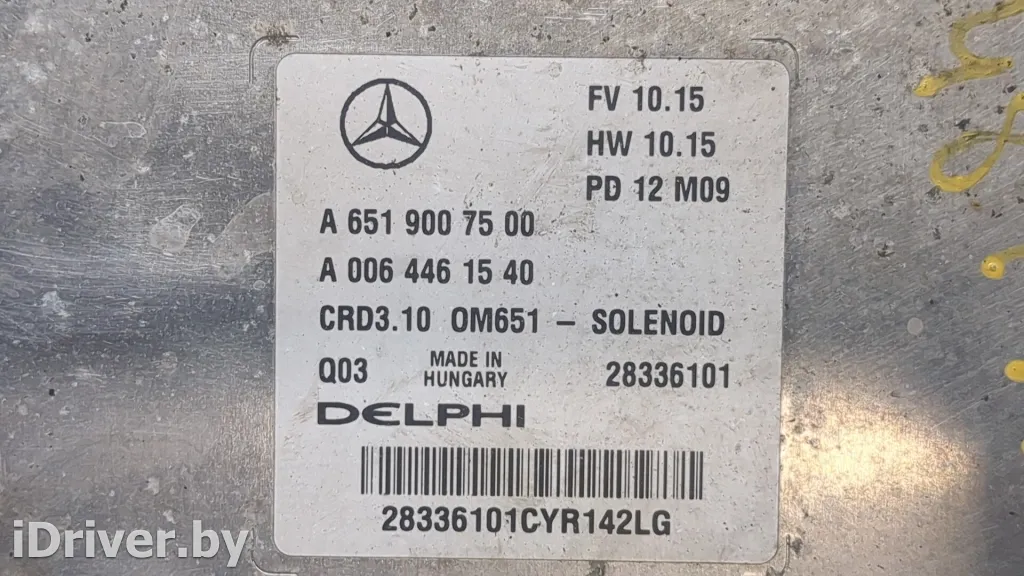 FV 10.15
HW 10.15
PD 12 M09
A 651 900 75 00
A 006 446 15 40
CRD3.10 OM651 – SOLENOID
Q03 MADE IN HUNGARY 28336101
DELPHI
28336101CYR142LG
iDriver.by